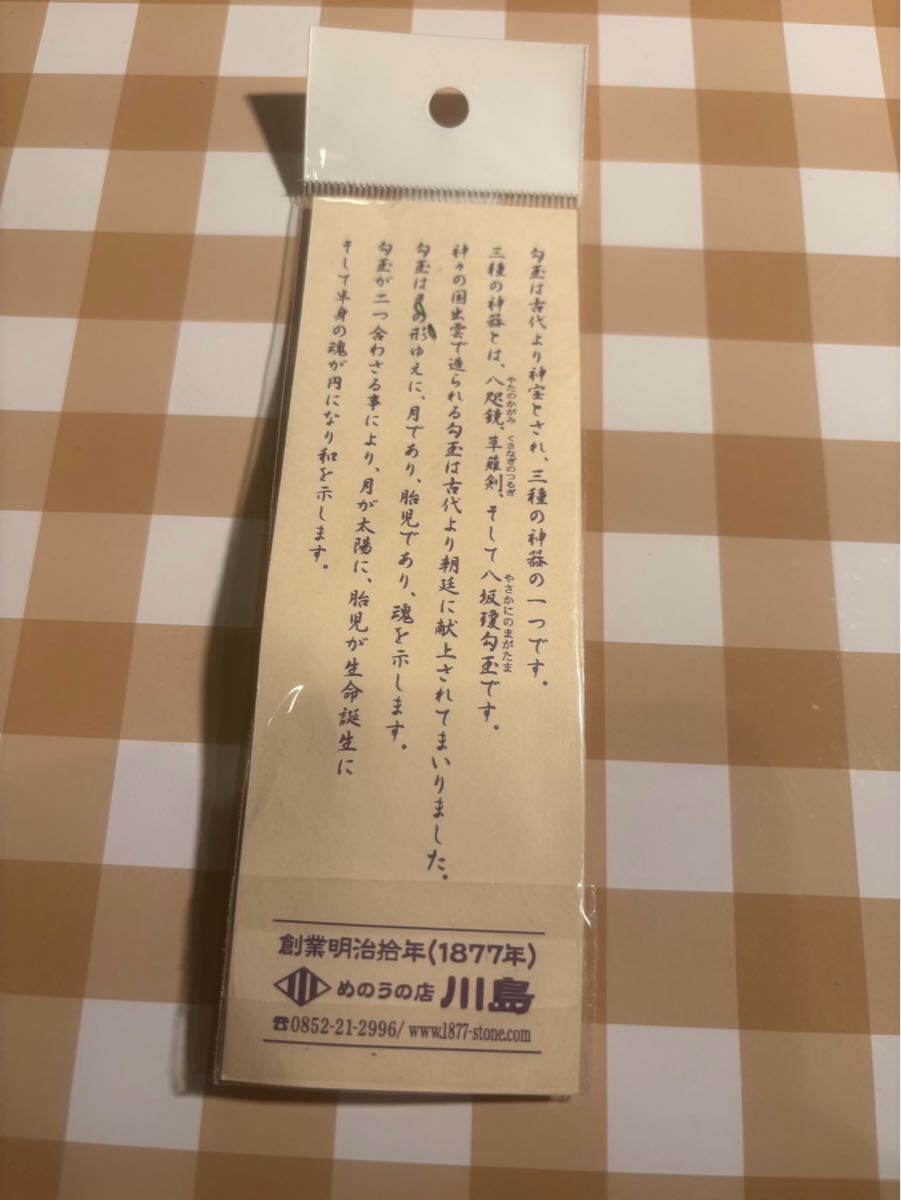 勾玉は古代より神宝とされ、三種の神器の一つです。
三種の神器とは、八咫鏡、草薙剣、そして八坂瓊勾玉です。
やたのかがみ
くさなぎのつるぎ
やさかにのまがたま
神々の国出雲で造られる勾玉は古代より朝廷に献上されてまいりました。
勾玉はその形ゆえに、月であり、胎児であり、魂を示します。
勾玉が二つ合わさる事により、月が太陽に、胎児が生命誕生に
そして半身の魂が円になり和を示します。
創業明治拾年(1877年)
めのうの店 川島
☎0852-21-2996/ www.1877-stone.com